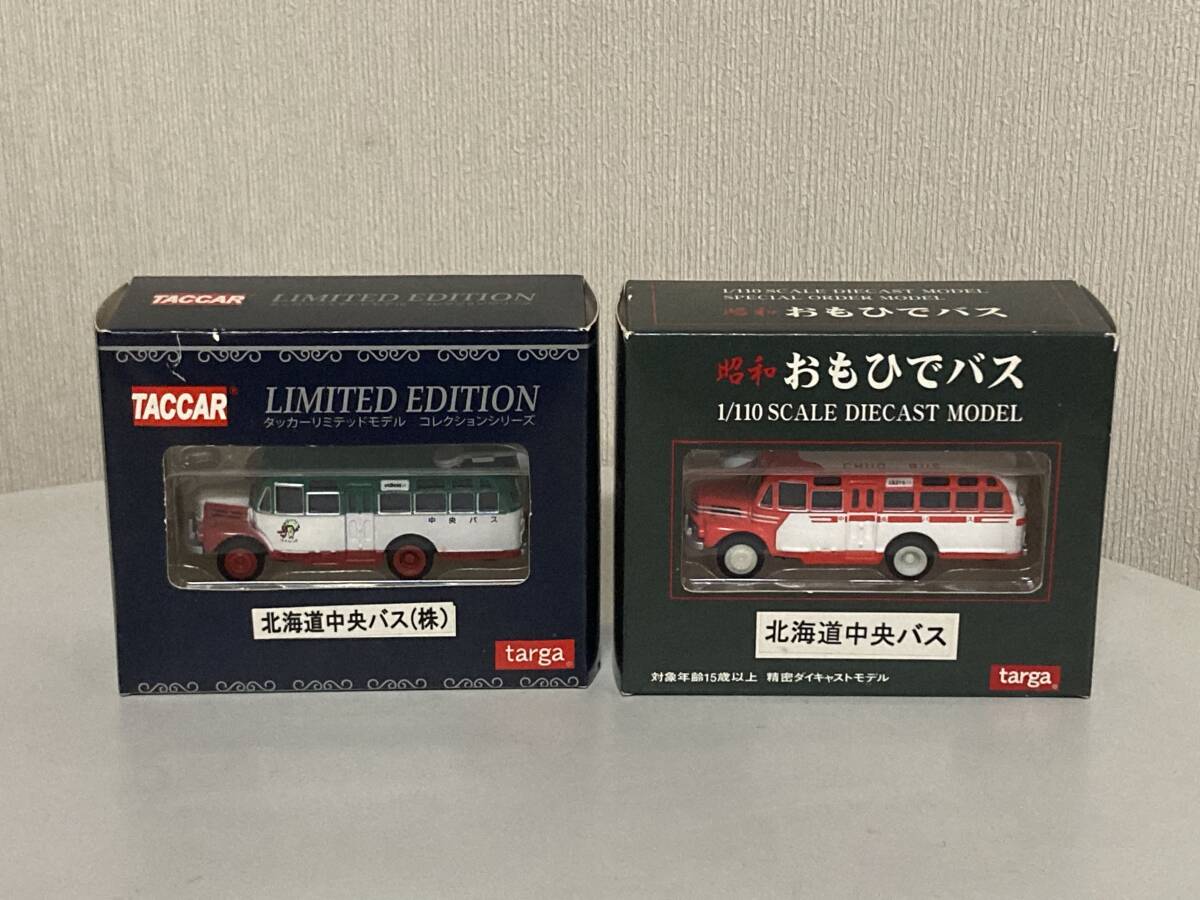 TACCAR LIMITED EDITION
TACCAR® LIMITED EDITION
タッカーリミテッドモデル コレクションシリーズ
中央バス
北海道中央バス(株)
targa®
1/110 SCALE DIECAST MODEL
SPECIAL ORDER MODEL
昭和 おもひでバス
昭和 おもひでバス
1/110 SCALE DIECAST MODEL
CHUO BUS
中央バス
北海道中央バス
対象年齢15歳以上 精密ダイキャストモデル
targa®